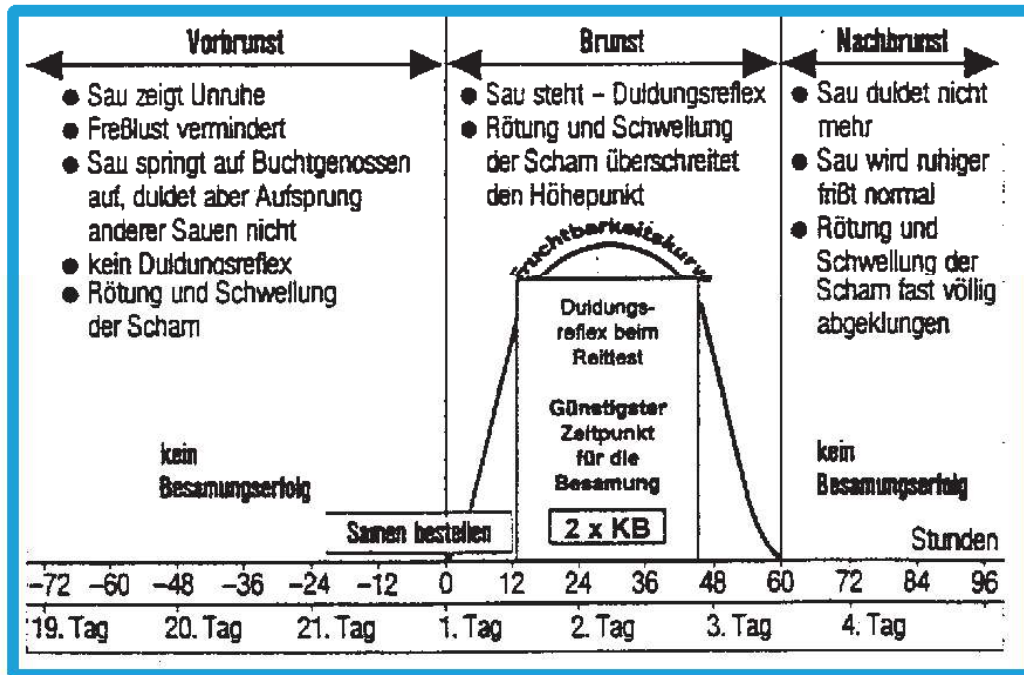 Vorbrunst
● Sau zeigt Unruhe
● Freßlust vermindert
● Sau springt auf Buchtgenossen
auf, duldet aber Aufsprung
anderer Sauen nicht
● kein Duldungsreflex
● Rötung und Schwellung
der Scham
kein
Besamungserfolg
Samen bestellen
Brunst
● Sau steht – Duldungsreflex
● Rötung und Schwellung
der Scham überschreitet
den Höhepunkt
Fruchtbarkeitskurve
Duldungs-
reflex beim
Reittest
Günstigster
Zeitpunkt
für die
Besamung
2 x KB
Nachbrunst
● Sau duldet nicht
mehr
● Sau wird ruhiger
frißt normal
● Rötung und
Schwellung der
Scham fast völlig
abgeklungen
kein
Besamungserfolg
Stunden
–72 –60 –48 –36 –24 –12 0 12 24 36 48 60 72 84 96
19. Tag 20. Tag 21. Tag 1. Tag 2. Tag 3. Tag 4. Tag